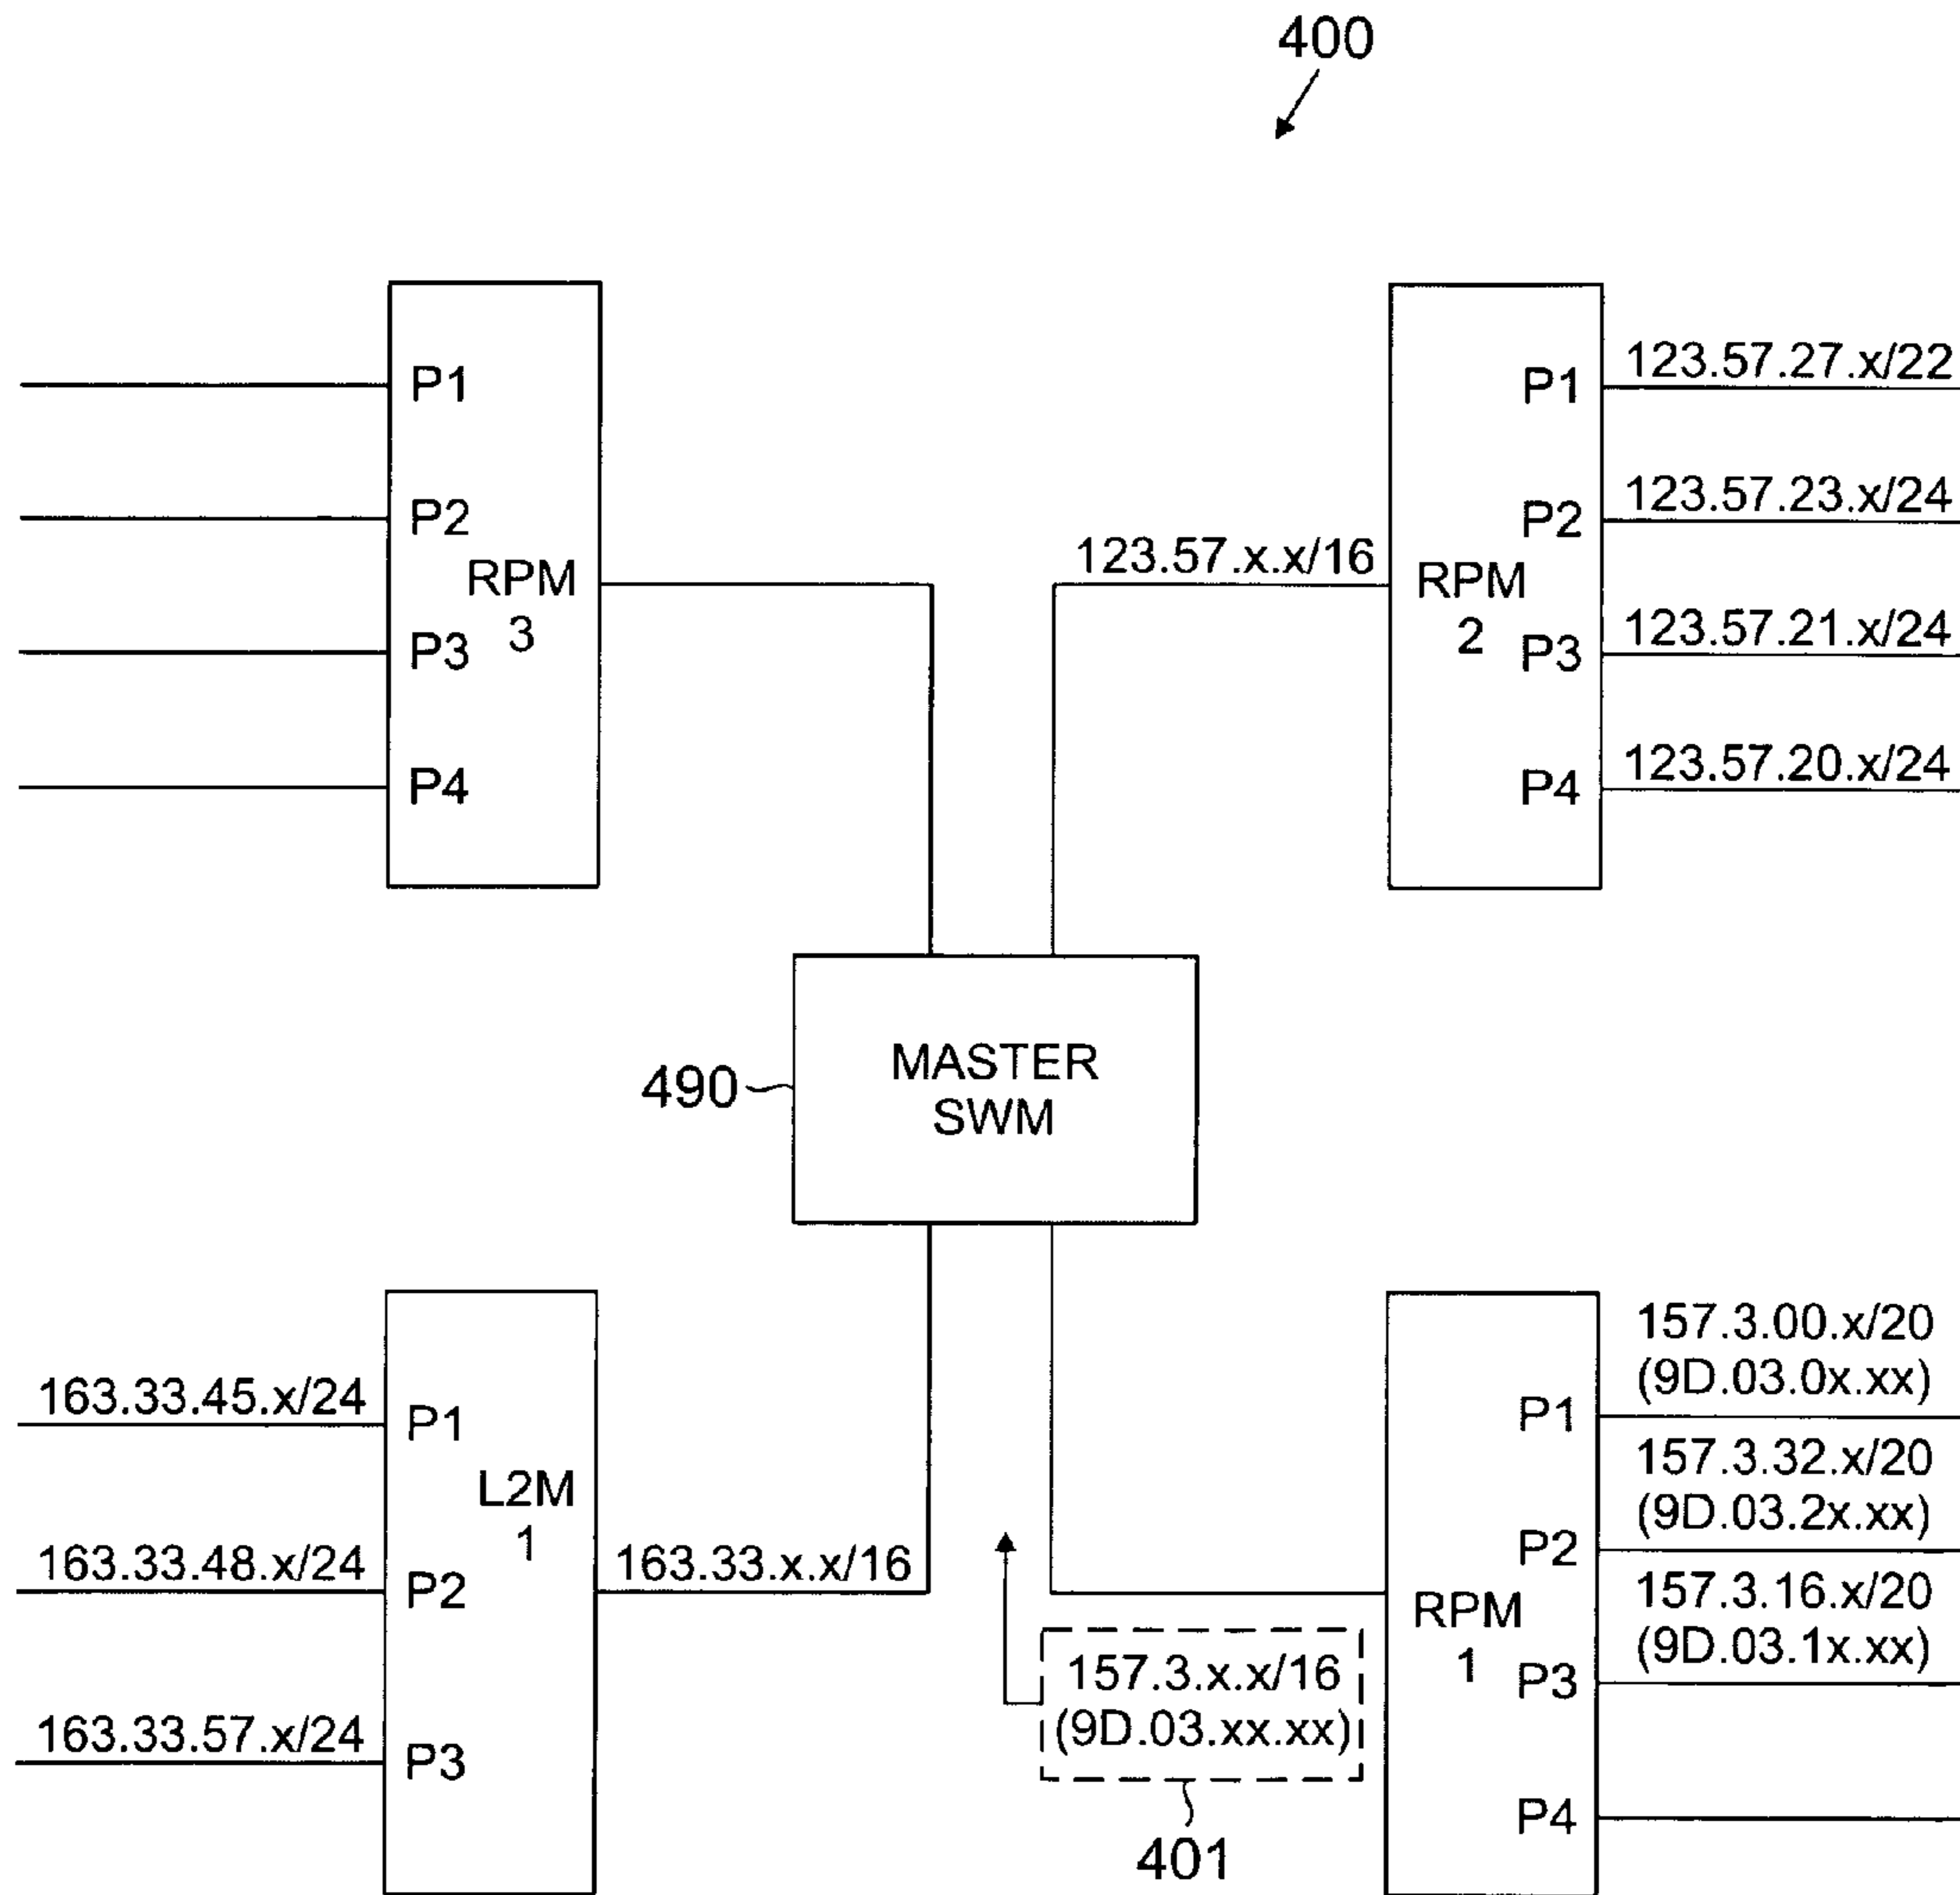 400
P1
P2
RPM
3
P3
P4
123.57.x.x/16
RPM
2
P1
P2
P3
P4
123.57.27.x/22
123.57.23.x/24
123.57.21.x/24
123.57.20.x/24
490
MASTER
SWM
163.33.45.x/24
163.33.48.x/24
163.33.57.x/24
P1
L2M
1
P2
P3
163.33.x.x/16
157.3.x.x/16
(9D.03.xx.xx)
401
RPM
1
P1
P2
P3
P4
157.3.00.x/20
(9D.03.0x.xx)
157.3.32.x/20
(9D.03.2x.xx)
157.3.16.x/20
(9D.03.1x.xx)